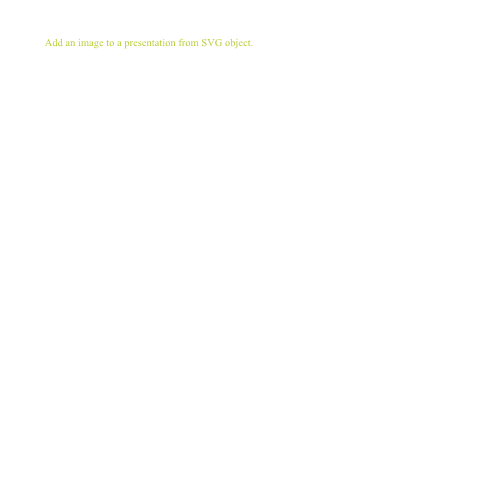 Add an image to a presentation from SVG object.